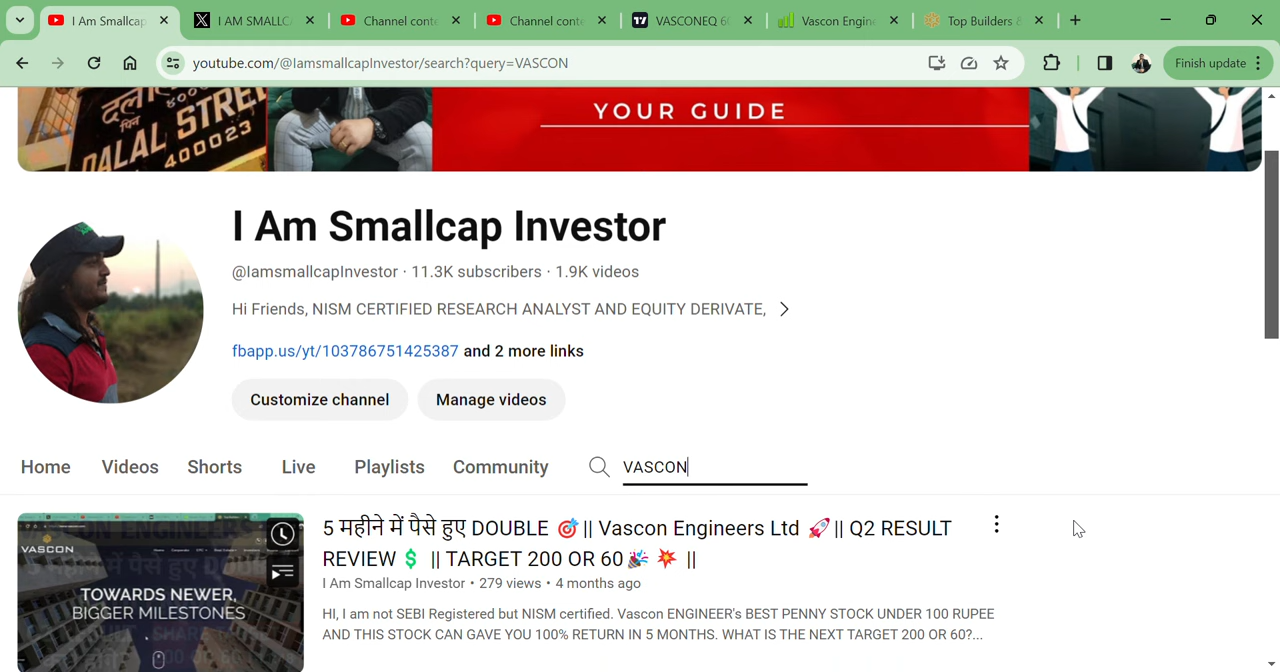 I Am Smallcap
I AM SMALLC
Channel conte
Channel conte
VASCONEQ 60
Vascon Engine
Top Builders &
youtube.com/@IamsmallcapInvestor/search?query=VASCON
Finish update
दलाल
पिन
DALAL STREET
400023
YOUR GUIDE
I Am Smallcap Investor
@IamsmallcapInvestor · 11.3K subscribers · 1.9K videos
Hi Friends, NISM CERTIFIED RESEARCH ANALYST AND EQUITY DERIVATE,
fbapp.us/yt/103786751425387 and 2 more links
Customize channel
Manage videos
Home
Videos
Shorts
Live
Playlists
Community
VASCON
VASCON
TOWARDS NEWER,
BIGGER MILESTONES
5 महीने में पैसे हुए DOUBLE 🎯 || Vascon Engineers Ltd 🚀 || Q2 RESULT
REVIEW 💲 || TARGET 200 OR 60 🎉 💥 ||
I Am Smallcap Investor • 279 views • 4 months ago
HI, I am not SEBI Registered but NISM certified. Vascon ENGINEER's BEST PENNY STOCK UNDER 100 RUPEE
AND THIS STOCK CAN GAVE YOU 100% RETURN IN 5 MONTHS. WHAT IS THE NEXT TARGET 200 OR 60?...